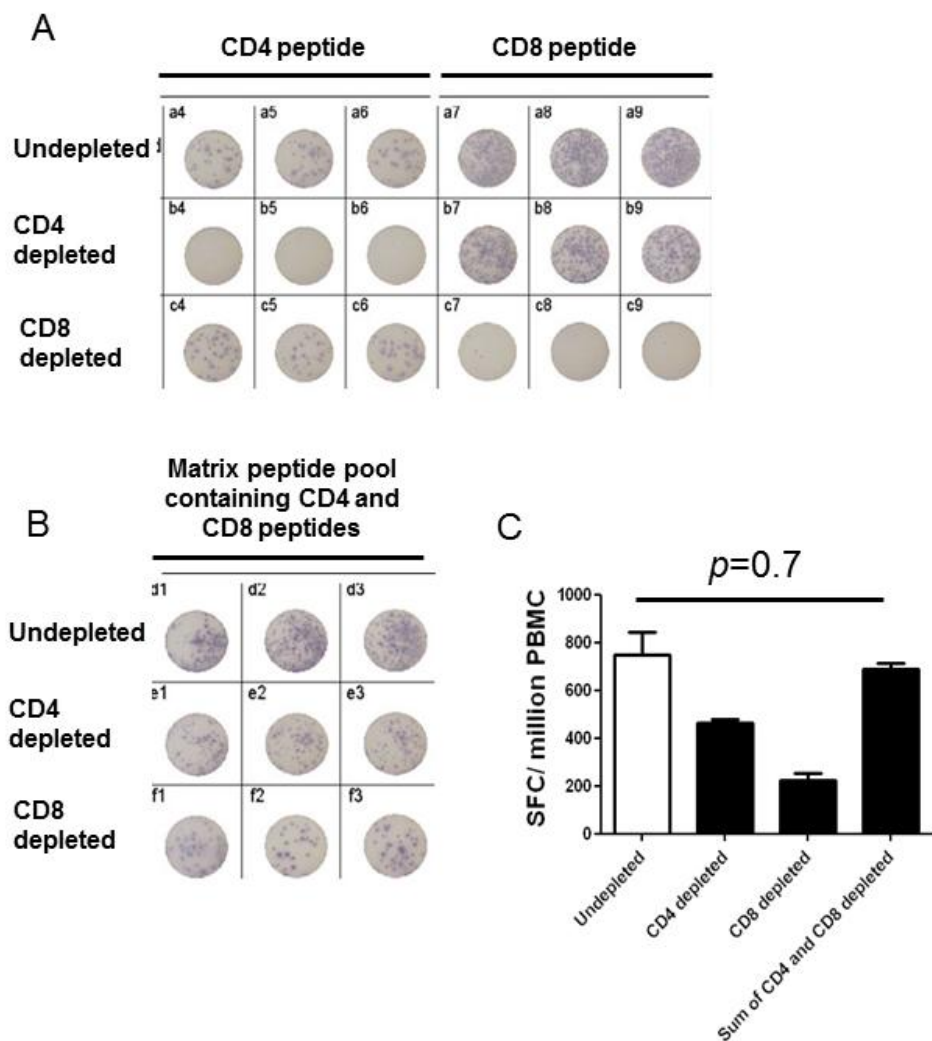 A
CD4 peptide
CD8 peptide
a4 a5 a6 a7 a8 a9
Undepleted
b4 b5 b6 b7 b8 b9
CD4
depleted
c4 c5 c6 c7 c8 c9
CD8
depleted
Matrix peptide pool
containing CD4 and
CD8 peptides
B
d1 d2 d3
Undepleted
e1 e2 e3
CD4
depleted
f1 f2 f3
CD8
depleted
C
p=0.7
SFC/ million PBMC
1000
800
600
400
200
0
Undepleted
CD4 depleted
CD8 depleted
Sum of CD4 and CD8 depleted